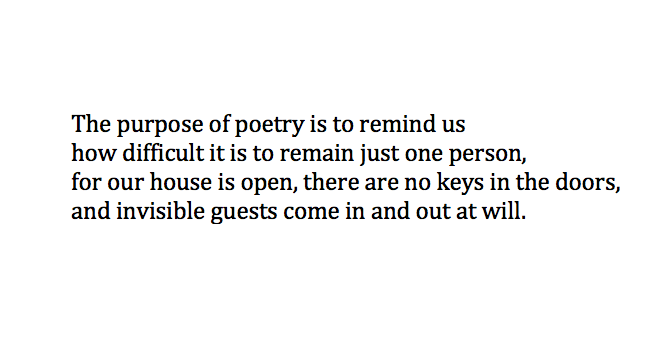 The purpose of poetry is to remind us
how difficult it is to remain just one person,
for our house is open, there are no keys in the doors,
and invisible guests come in and out at will.